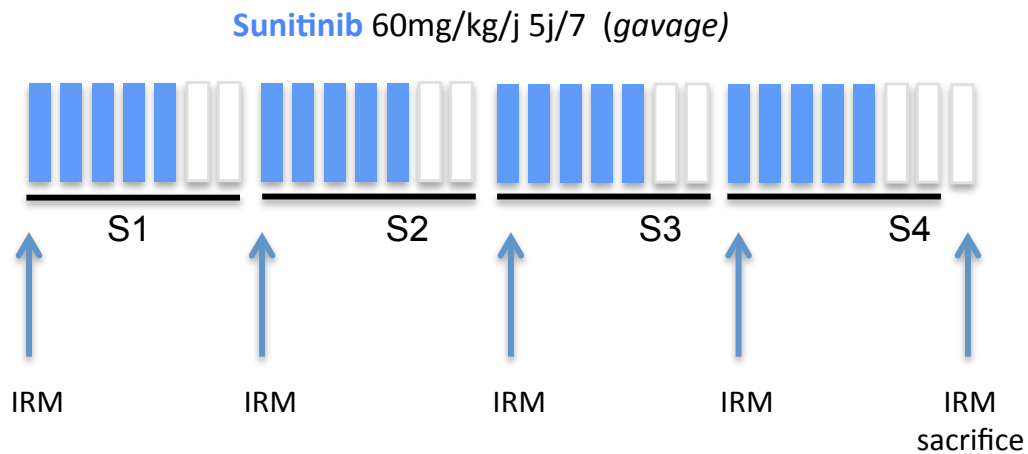 Sunitinib 60mg/kg/j 5j/7 (gavage)
S1 S2 S3 S4
IRM IRM IRM IRM IRM
sacrifice